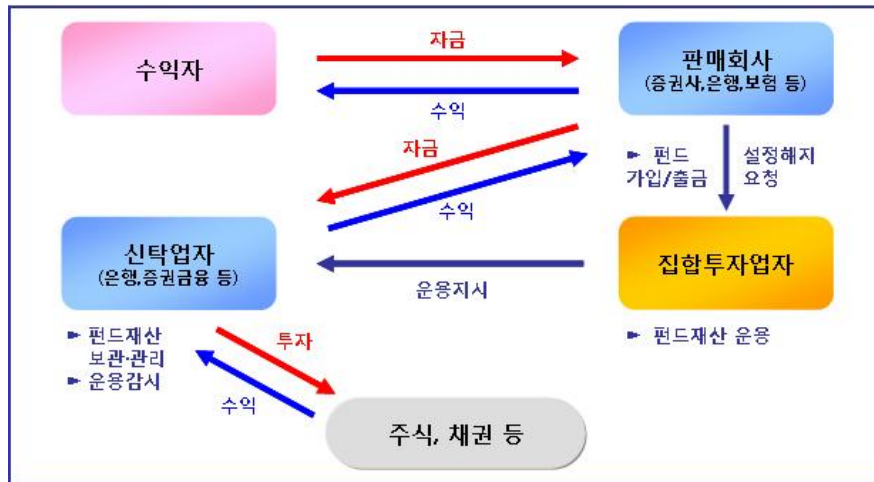 수익자
자금
수익
판매회사
(증권사,은행,보험 등)
자금
수익
► 펀드
가입/출금
설정해지
요청
신탁업자
(은행,증권금융 등)
운용지시
집합투자업자
► 펀드재산
보관·관리
► 운용감시
투자
수익
► 펀드재산 운용
주식, 채권 등